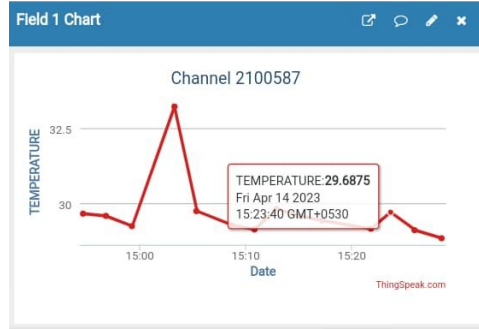 Field 1 Chart
Channel 2100587
TEMPERATURE
32.5
30
TEMPERATURE:29.6875
Fri Apr 14 2023
15:23:40 GMT+0530
15:00 15:10 15:20
Date
ThingSpeak.com